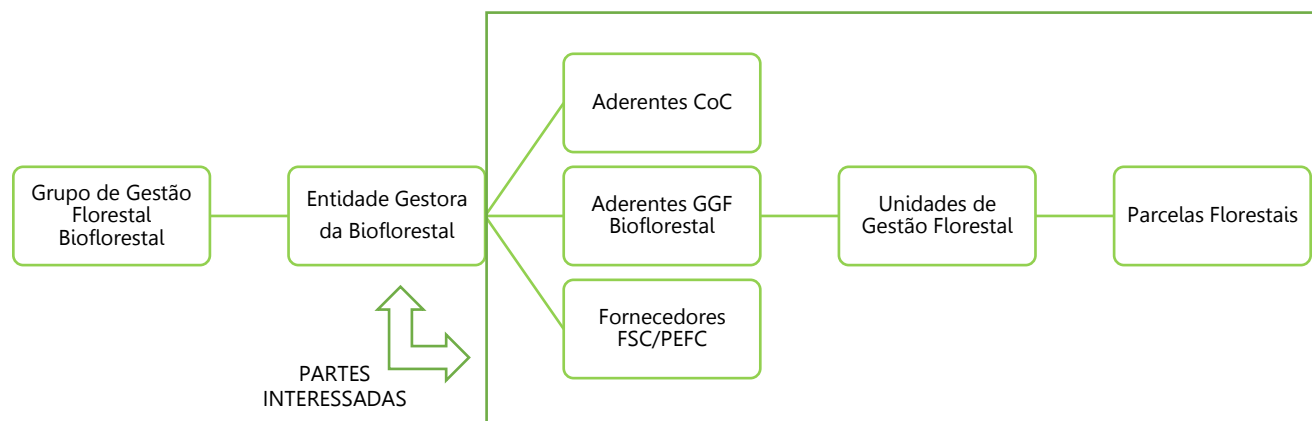 Grupo de Gestão
Florestal
Bioflorestal
Entidade Gestora
da Bioflorestal
Aderentes CoC
Aderentes GGF
Bioflorestal
Fornecedores
FSC/PEFC
Unidades de
Gestão Florestal
Parcelas Florestais
PARTES
INTERESSADAS